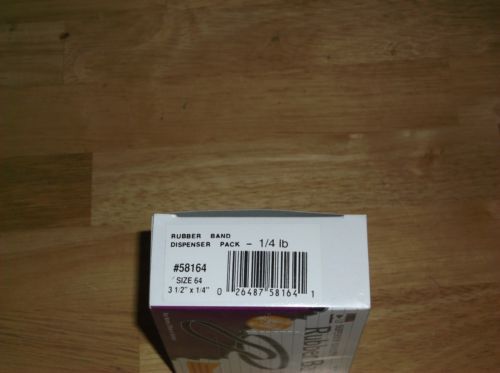 RUBBER BAND
DISPENSER PACK - 1/4 lb
#58164
SIZE 64
3 1/2" x 1/4"
0 26487 58164 1
Rubber B